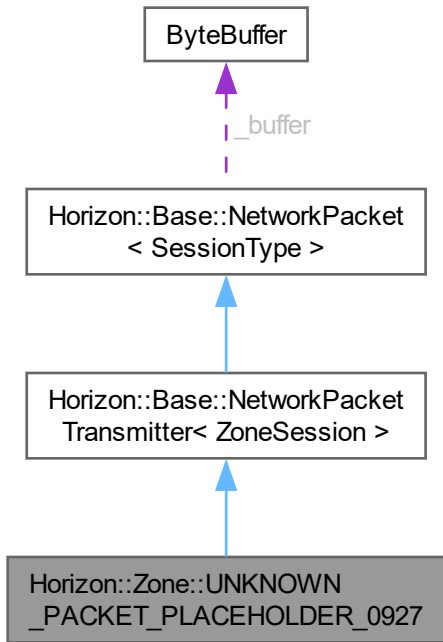 ByteBuffer
_buffer
Horizon::Base::NetworkPacket
< SessionType >
Horizon::Base::NetworkPacket
Transmitter< ZoneSession >
Horizon::Zone::UNKNOWN
_PACKET_PLACEHOLDER_0927